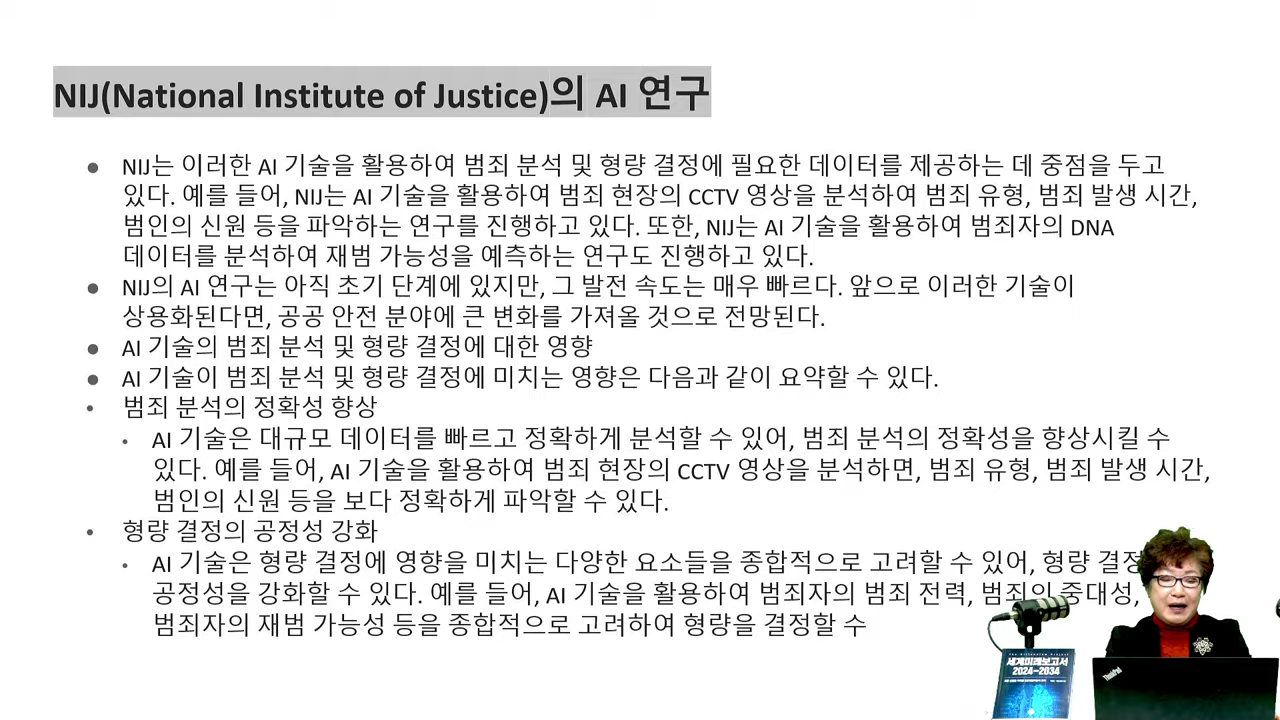 NIJ(National Institute of Justice)의 AI 연구
● NIJ는 이러한 AI 기술을 활용하여 범죄 분석 및 형량 결정에 필요한 데이터를 제공하는 데 중점을 두고
있다. 예를 들어, NIJ는 AI 기술을 활용하여 범죄 현장의 CCTV 영상을 분석하여 범죄 유형, 범죄 발생 시간,
범인의 신원 등을 파악하는 연구를 진행하고 있다. 또한, NIJ는 AI 기술을 활용하여 범죄자의 DNA
데이터를 분석하여 재범 가능성을 예측하는 연구도 진행하고 있다.
● NIJ의 AI 연구는 아직 초기 단계에 있지만, 그 발전 속도는 매우 빠르다. 앞으로 이러한 기술이
상용화된다면, 공공 안전 분야에 큰 변화를 가져올 것으로 전망된다.
● AI 기술의 범죄 분석 및 형량 결정에 대한 영향
● AI 기술이 범죄 분석 및 형량 결정에 미치는 영향은 다음과 같이 요약할 수 있다.
• 범죄 분석의 정확성 향상
• AI 기술은 대규모 데이터를 빠르고 정확하게 분석할 수 있어, 범죄 분석의 정확성을 향상시킬 수
있다. 예를 들어, AI 기술을 활용하여 범죄 현장의 CCTV 영상을 분석하면, 범죄 유형, 범죄 발생 시간,
범인의 신원 등을 보다 정확하게 파악할 수 있다.
• 형량 결정의 공정성 강화
• AI 기술은 형량 결정에 영향을 미치는 다양한 요소들을 종합적으로 고려할 수 있어, 형량
공정성을 강화할 수 있다. 예를 들어, AI 기술을 활용하여 범죄자의 범죄 전력, 범죄의 중대성,
범죄자의 재범 가능성 등을 종합적으로 고려하여 형량을 결정할 수
세계미래보고서
2024-2034
ThinkPad